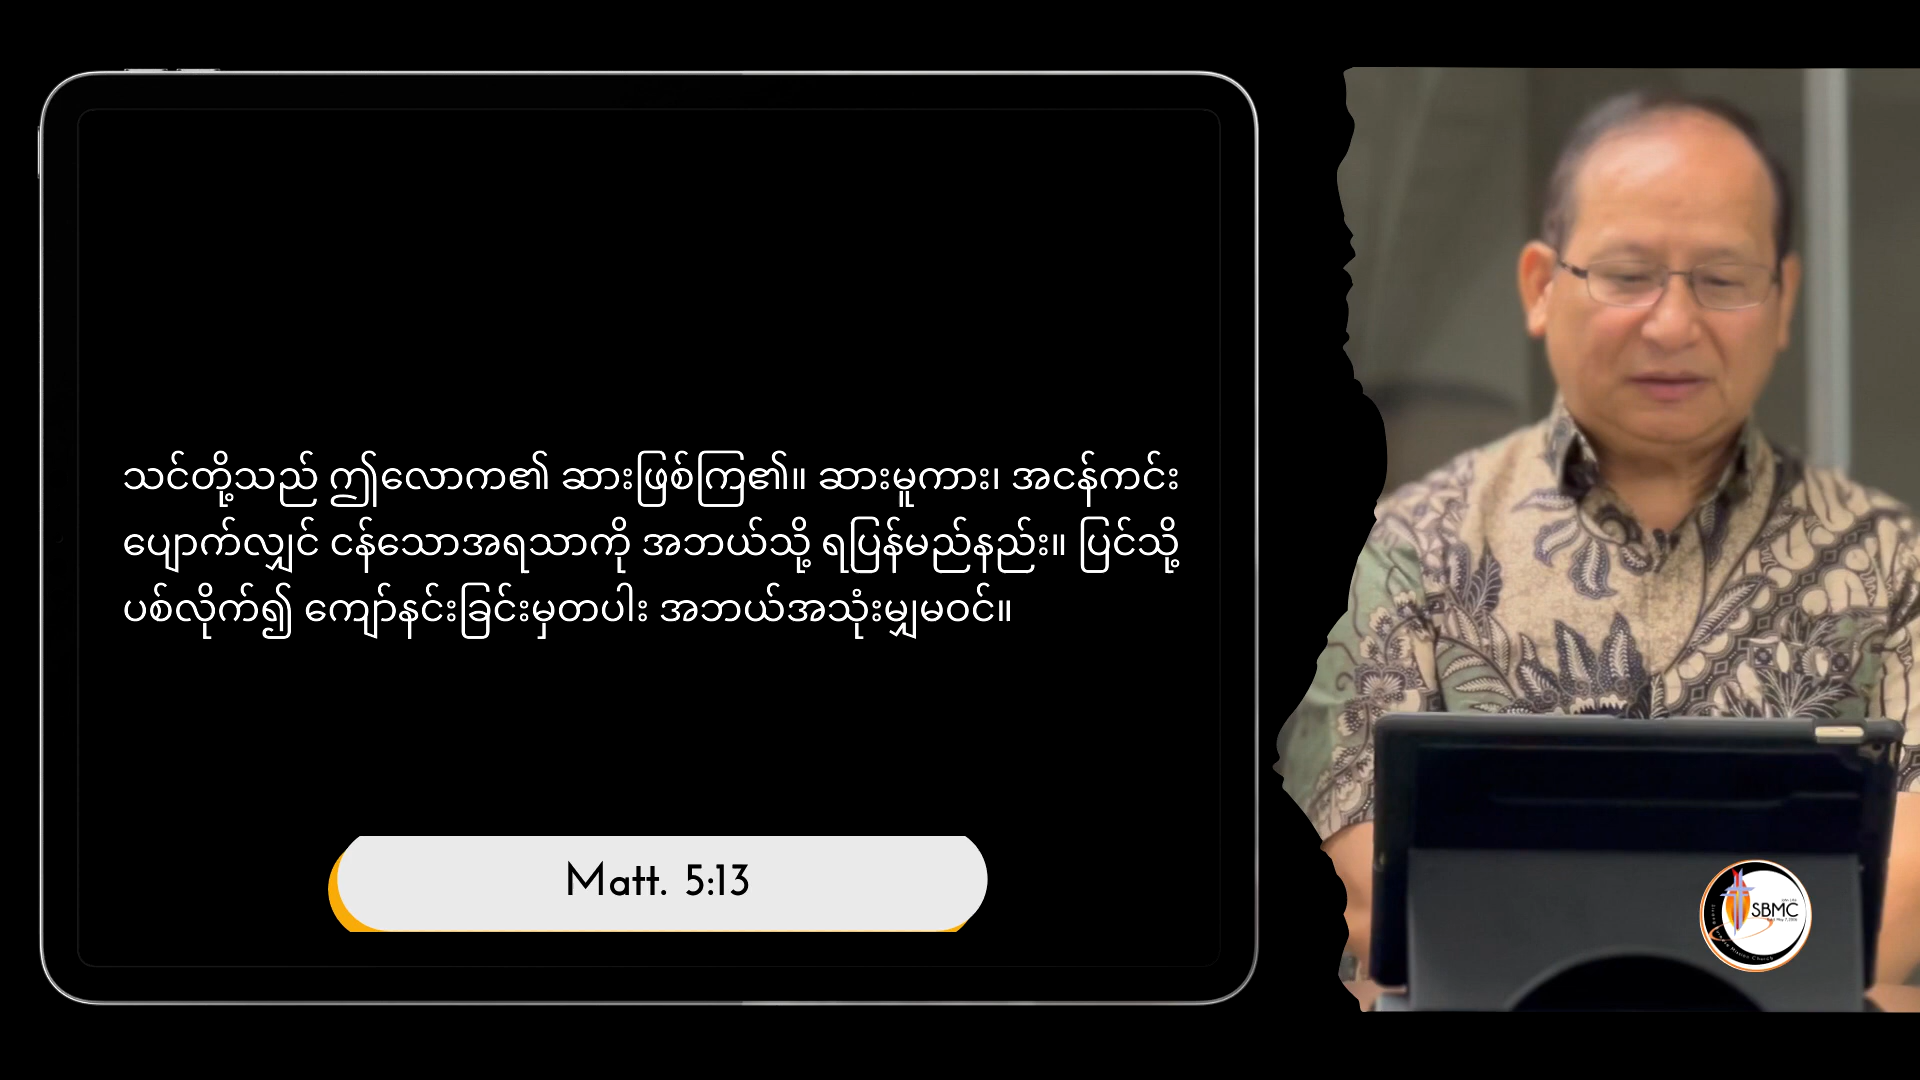 သင်တို့သည် ဤလောက၏ ဆားဖြစ်ကြ၏။ ဆားမူကား၊ အငန်ကင်း
ပျောက်လျှင် ငန်သောအရသာကို အဘယ်သို့ ရပြန်မည်နည်း။ ပြင်သို့
ပစ်လိုက်၍ ကျော်နင်းခြင်းမှတပါး အဘယ်အသုံးမျှမဝင်။
Matt. 5:13
SBMC